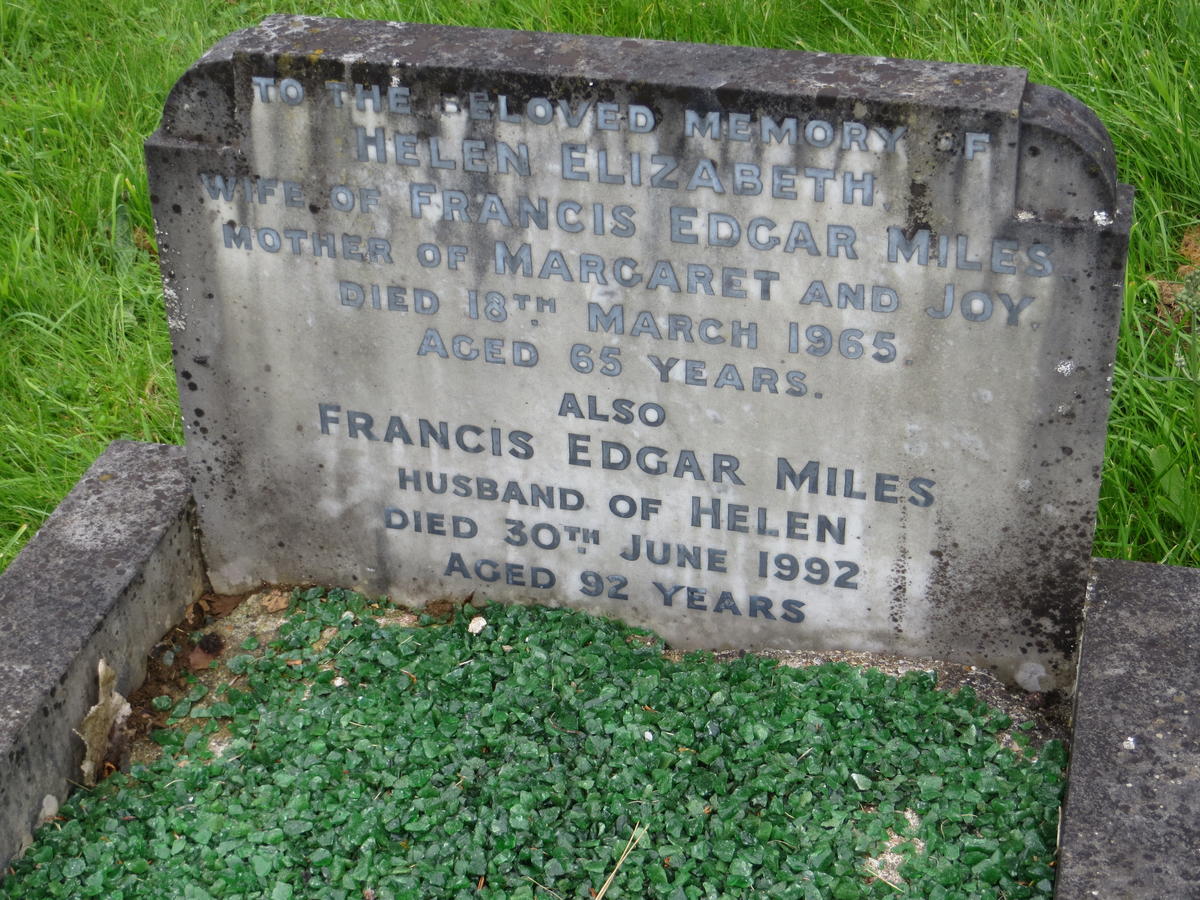 TO THE BELOVED MEMORY OF
HELEN ELIZABETH
WIFE OF FRANCIS EDGAR MILES
MOTHER OF MARGARET AND JOY.
DIED 18TH MARCH 1965
AGED 65 YEARS.
ALSO
FRANCIS EDGAR MILES
HUSBAND OF HELEN
DIED 30TH JUNE 1992
AGED 92 YEARS